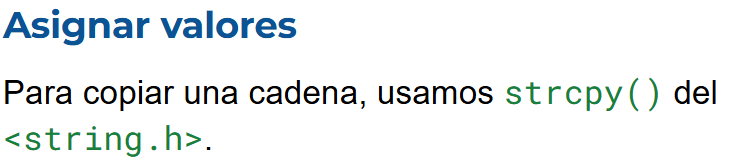 Asignar valores
Para copiar una cadena, usamos strcpy() del
<string.h>.